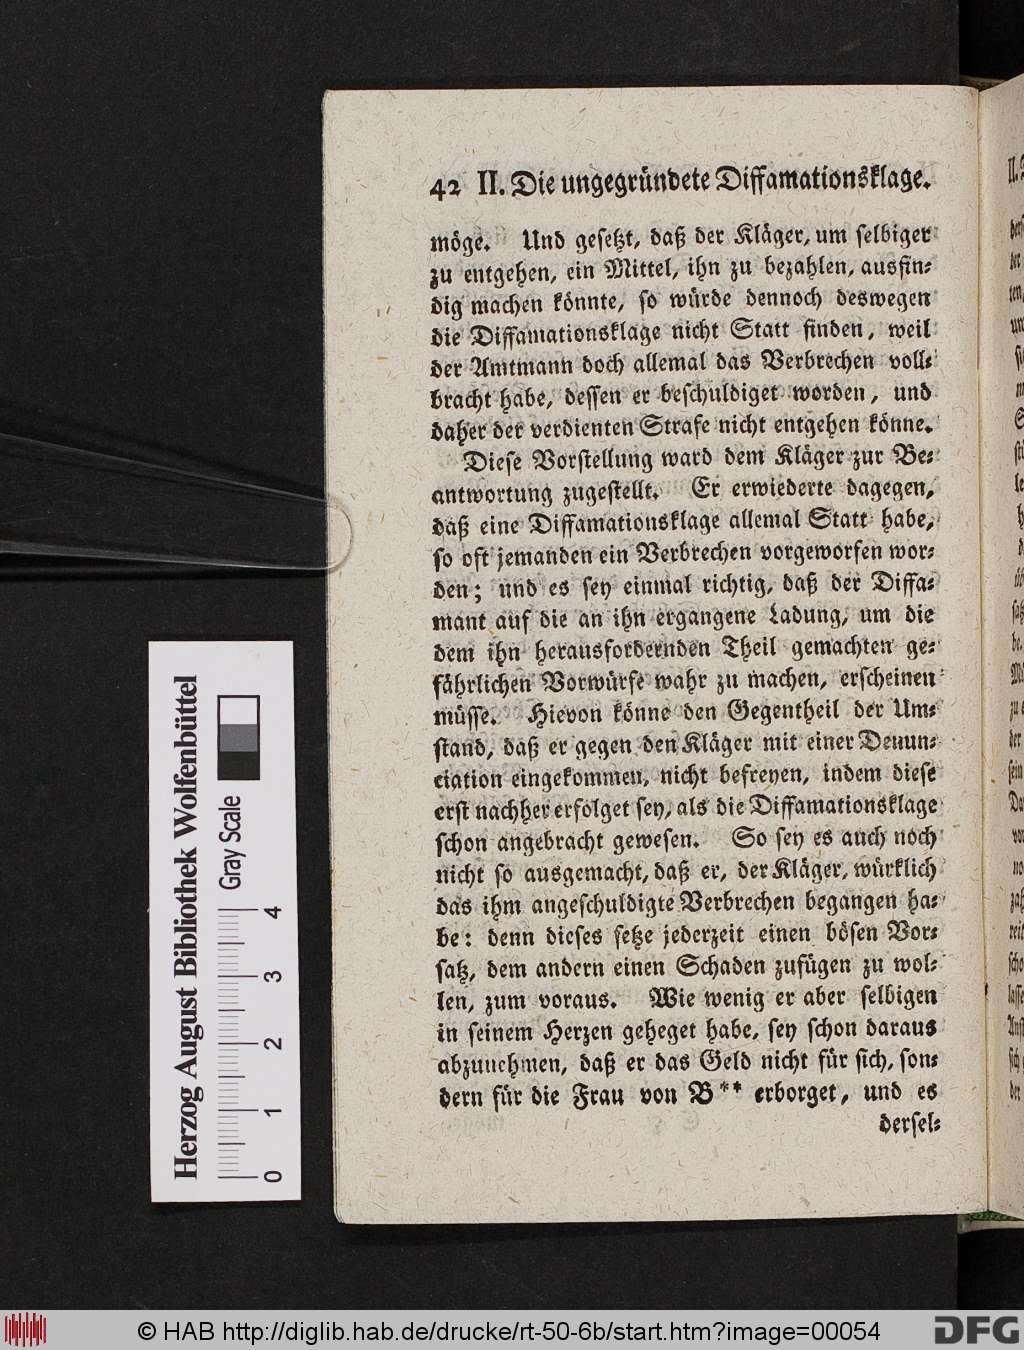 42 II. Die ungegründete Diffamationsklage.
möge. Und gesetzt, daß der Kläger, um selbiger
zu entgehen, ein Mittel, ihn zu bezahlen, ausfin-
dig machen könnte, so würde dennoch deswegen
die Diffamationsklage nicht Statt finden, weil
der Amtmann doch allemal das Verbrechen voll-
bracht habe, dessen er beschuldiget worden, und
daher der verdienten Strafe nicht entgehen könne.
Diese Vorstellung ward dem Kläger zur Be-
antwortung zugestellt. Er erwiederte dagegen,
daß eine Diffamationsklage allemal Statt habe,
so oft jemanden ein Verbrechen vorgeworfen wor-
den; und es sey einmal richtig, daß der Diffa-
mant auf die an ihn ergangene Ladung, um die
dem ihn herausfordernden Theil gemachten ge-
fährlichen Vorwürfe wahr zu machen, erscheinen
müsse. Hievon könne den Gegentheil der Um-
stand, daß er gegen den Kläger mit einer Denun-
ciation eingekommen, nicht befreyen, indem diese
erst nachher erfolget sey, als die Diffamationsklage
schon angebracht gewesen. So sey es auch noch
nicht so ausgemacht, daß er, der Kläger, würklich
das ihm angeschuldigte Verbrechen begangen ha-
be: denn dieses setze jederzeit einen bösen Vor-
satz, dem andern einen Schaden zufügen zu wol-
len, zum voraus. Wie wenig er aber selbigen
in seinem Herzen geheget habe, sey schon daraus
abzunehmen, daß er das Geld nicht für sich, son-
dern für die Frau von B** erborget, und es
dersel-
Herzog August Bibliothek Wolfenbüttel
Gray Scale
0 1 2 3 4
© HAB http://diglib.hab.de/drucke/rt-50-6b/start.htm?image=00054
DFG